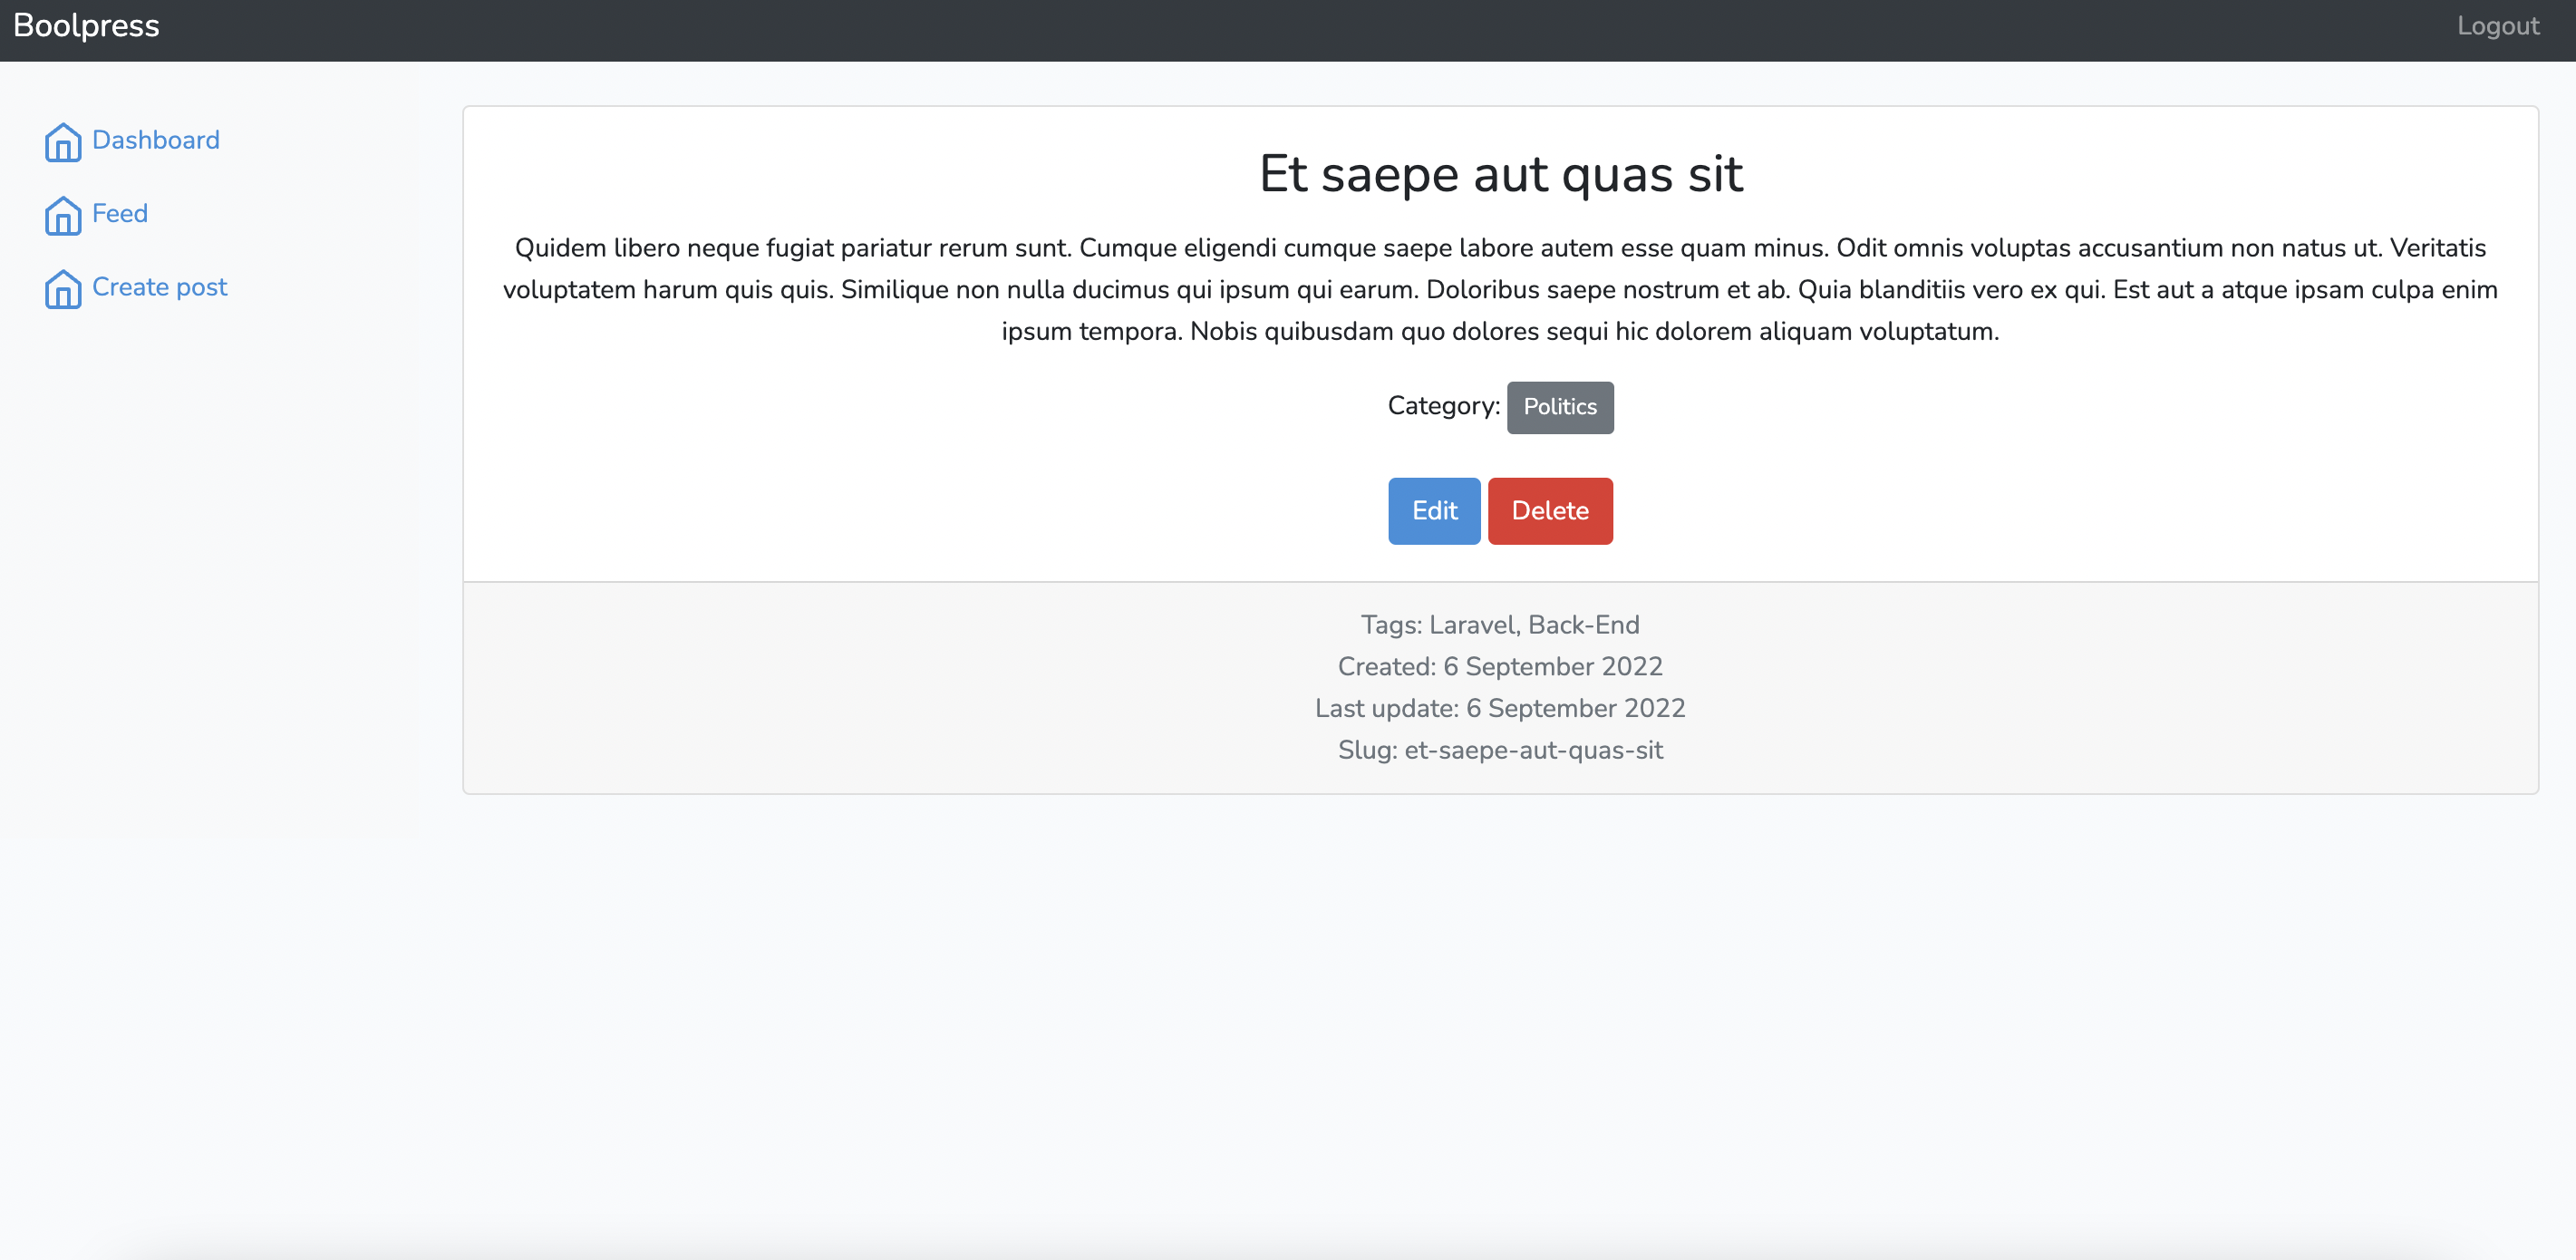 Boolpress
Logout
Dashboard
Feed
Create post
Et saepe aut quas sit
Quidem libero neque fugiat pariatur rerum sunt. Cumque eligendi cumque saepe labore autem esse quam minus. Odit omnis voluptas accusantium non natus ut. Veritatis
voluptatem harum quis quis. Similique non nulla ducimus qui ipsum qui earum. Doloribus saepe nostrum et ab. Quia blanditiis vero ex qui. Est aut a atque ipsam culpa enim
ipsum tempora. Nobis quibusdam quo dolores sequi hic dolorem aliquam voluptatum.
Category: Politics
Edit Delete
Tags: Laravel, Back-End
Created: 6 September 2022
Last update: 6 September 2022
Slug: et-saepe-aut-quas-sit